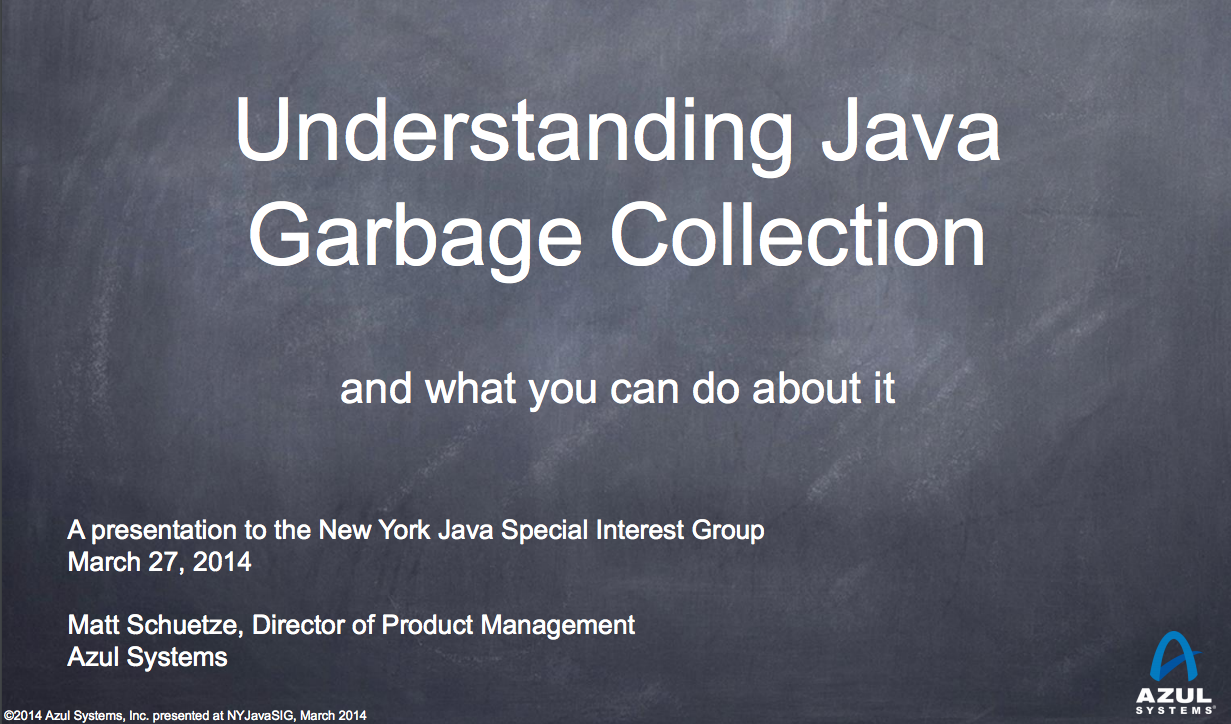 Understanding Java
Garbage Collection
and what you can do about it
A presentation to the New York Java Special Interest Group
March 27, 2014
Matt Schuetze, Director of Product Management
Azul Systems
©2014 Azul Systems, Inc. presented at NYJavaSIG, March 2014
AZUL
SYSTEMS®